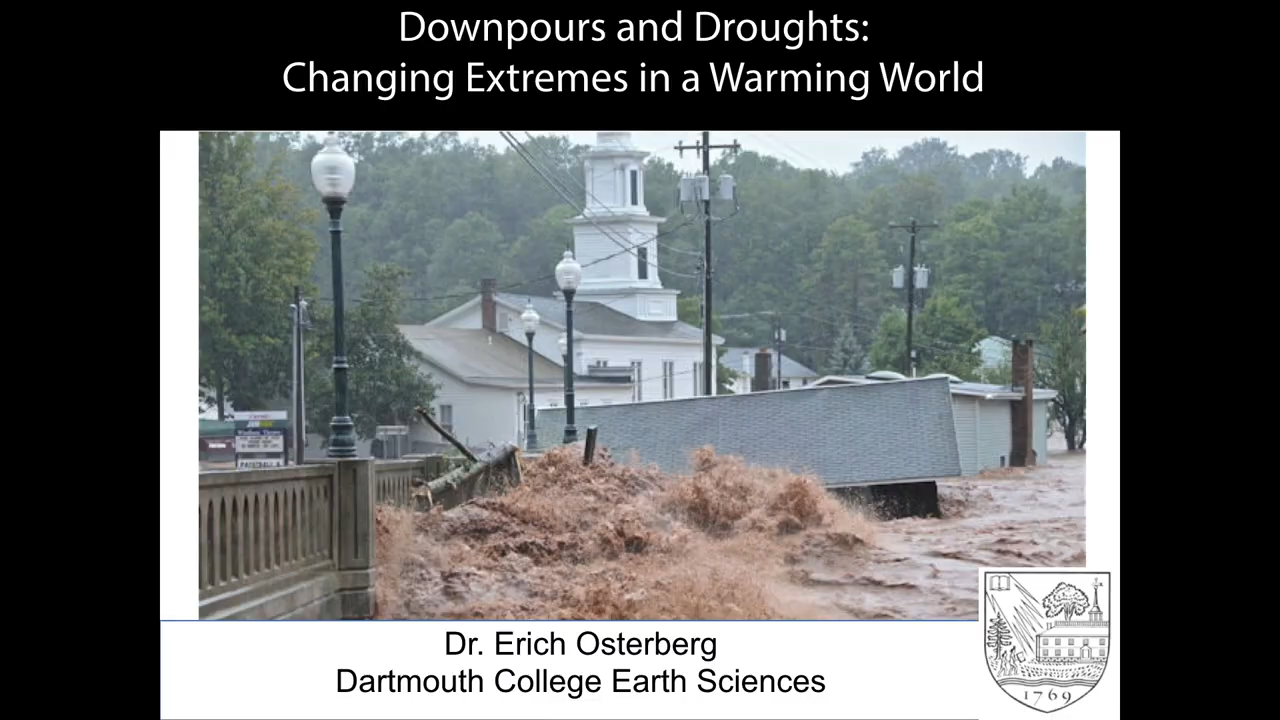 Downpours and Droughts:
Changing Extremes in a Warming World
Dr. Erich Osterberg
Dartmouth College Earth Sciences
1769